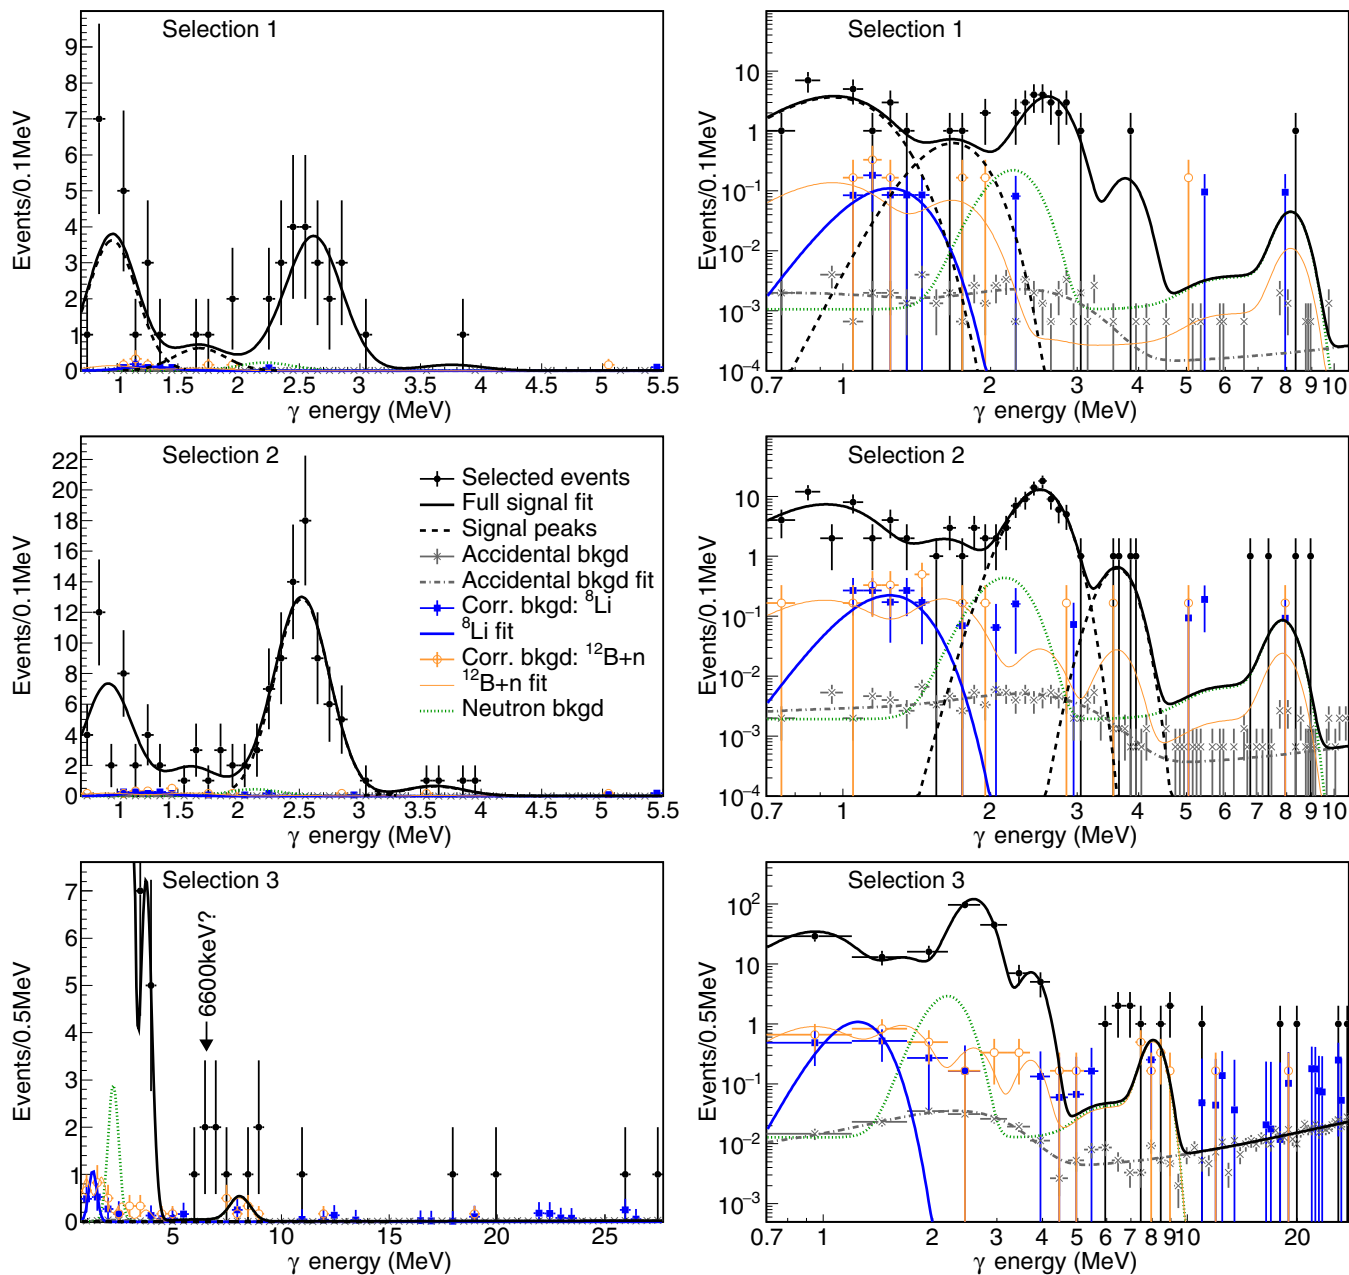 Selection 1
Events/0.1MeV
9
8
7
6
5
4
3
2
1
0
1 1.5 2 2.5 3 3.5 4 4.5 5 5.5
γ energy (MeV)
Selection 1
Events/0.1MeV
10
1
10⁻¹
10⁻²
10⁻³
10⁻⁴
0.7 1 2 3 4 5 6 7 8 9 10
γ energy (MeV)
Selection 2
Events/0.1MeV
22
20
18
16
14
12
10
8
6
4
2
0
1 1.5 2 2.5 3 3.5 4 4.5 5 5.5
γ energy (MeV)
Selected events
Full signal fit
Signal peaks
Accidental bkgd
Accidental bkgd fit
Corr. bkgd: ⁸Li
⁸Li fit
Corr. bkgd: ¹²B+n
¹²B+n fit
Neutron bkgd
Selection 2
Events/0.1MeV
10
1
10⁻¹
10⁻²
10⁻³
10⁻⁴
0.7 1 2 3 4 5 6 7 8 9 10
γ energy (MeV)
Selection 3
Events/0.5MeV
7
6
5
4
3
2
1
0
6600keV?
5 10 15 20 25
γ energy (MeV)
Selection 3
Events/0.5MeV
10²
10
1
10⁻¹
10⁻²
10⁻³
0.7 1 2 3 4 5 6 7 8 9 10 20
γ energy (MeV)